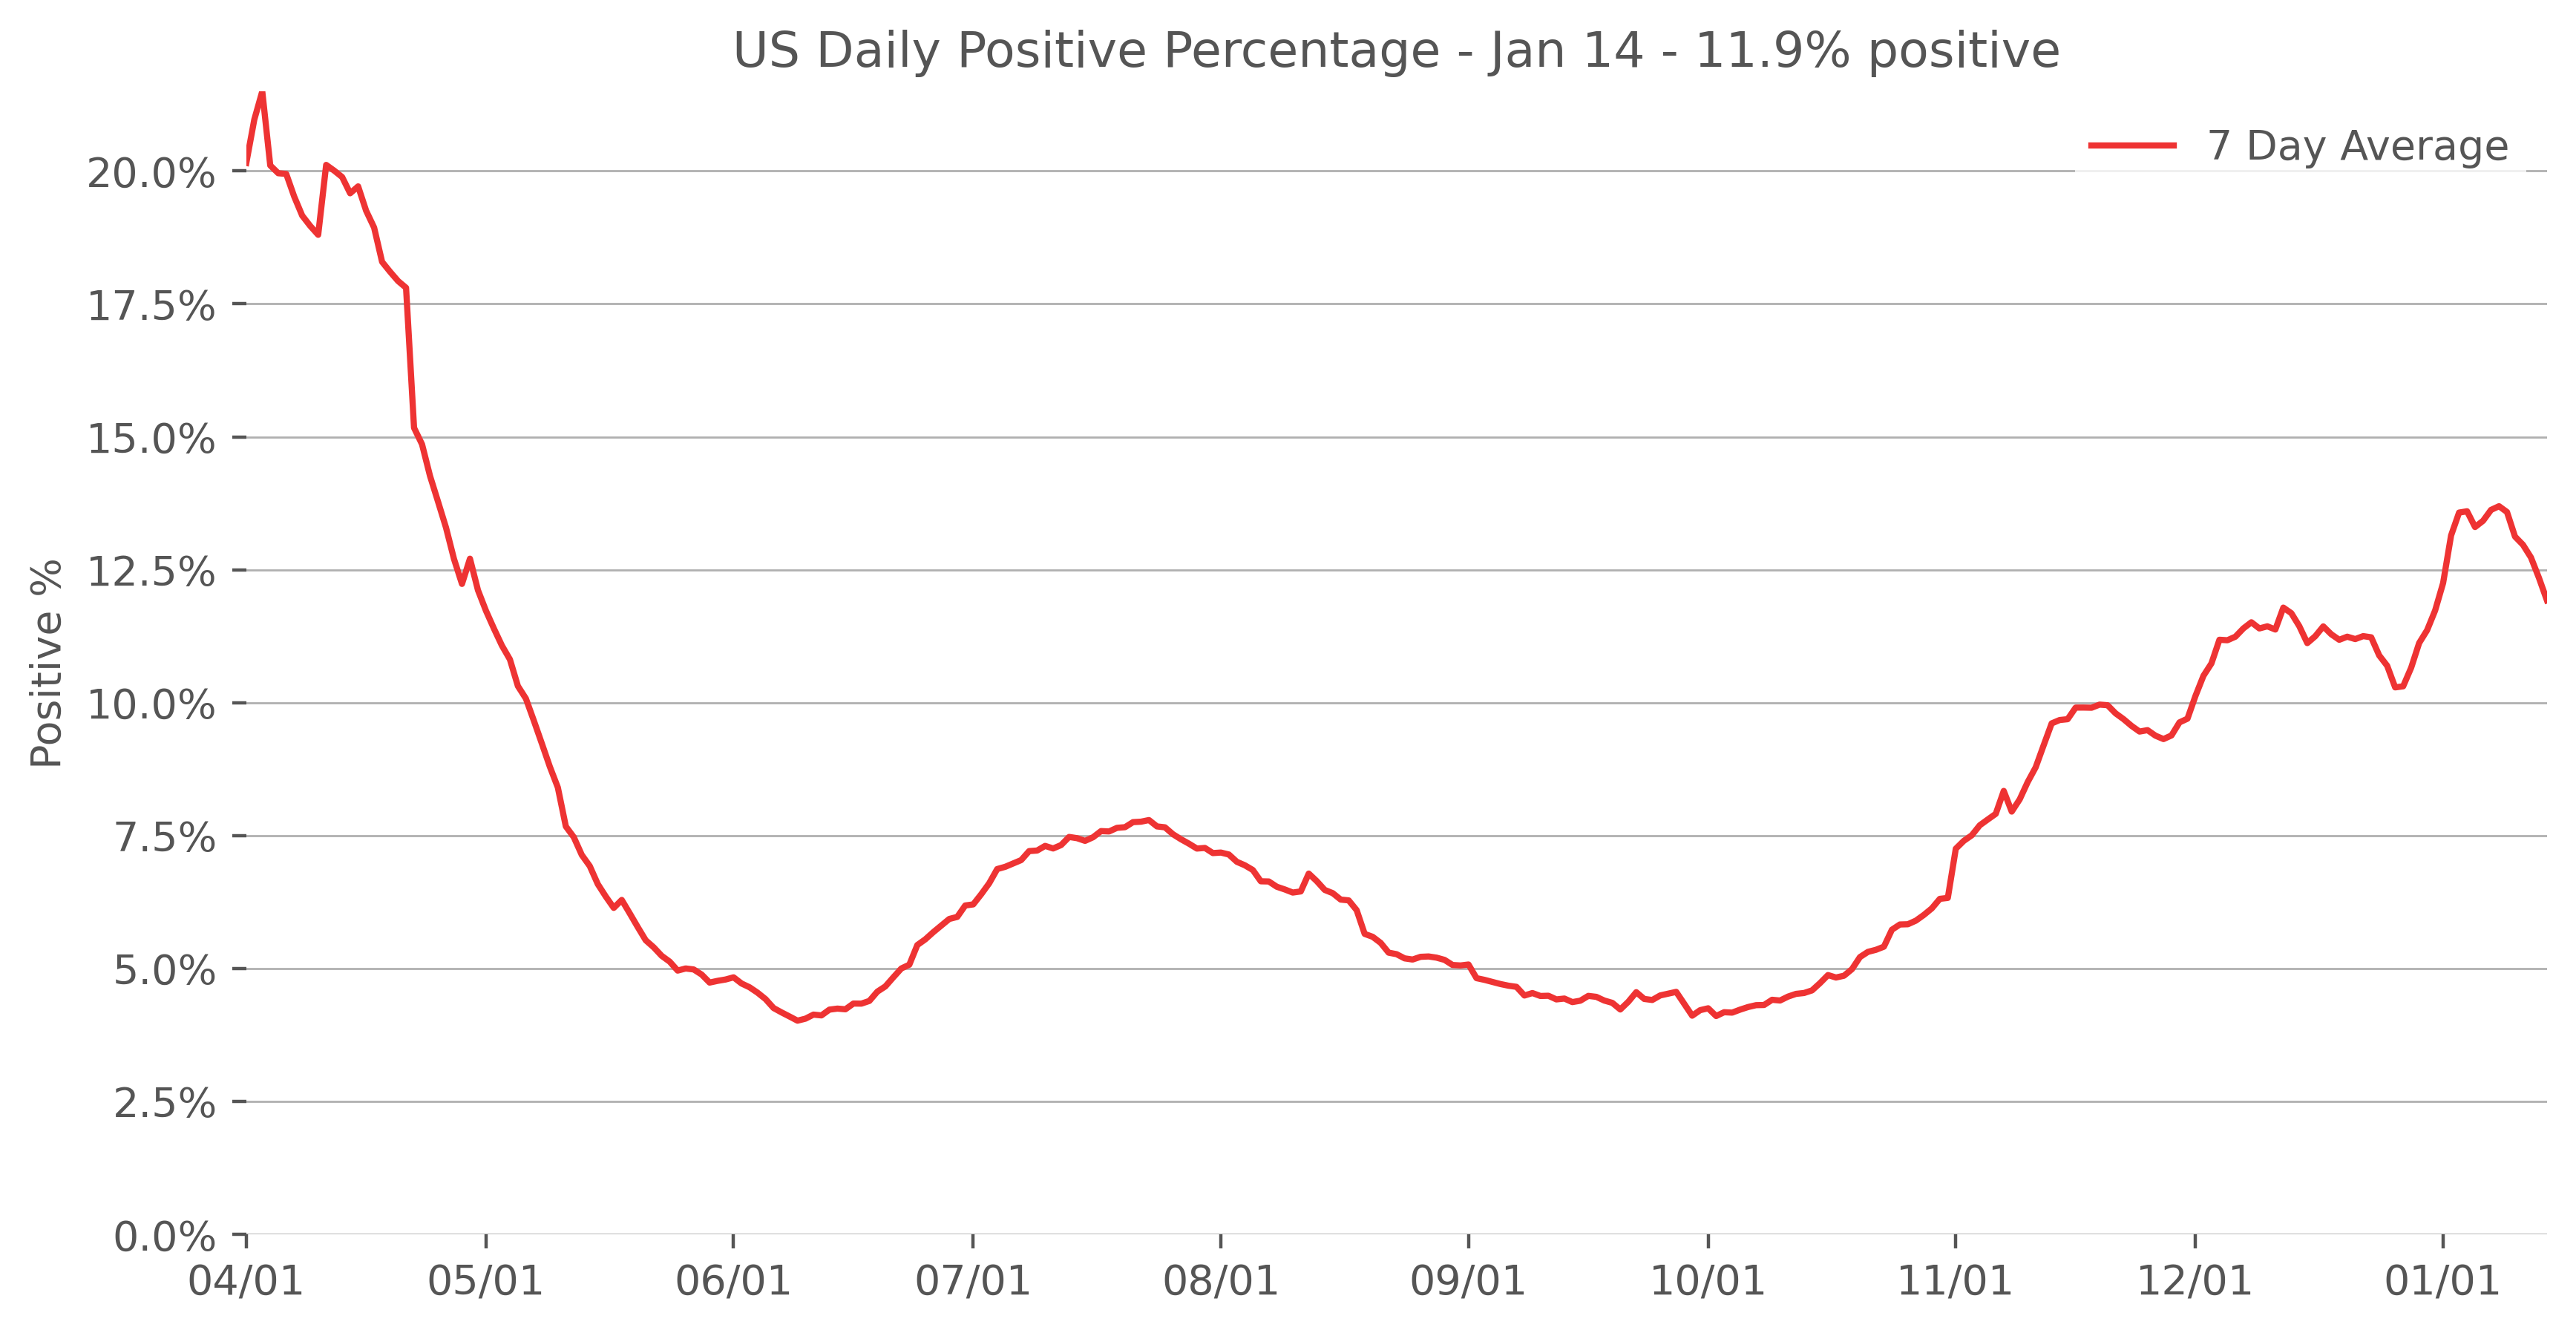 US Daily Positive Percentage - Jan 14 - 11.9% positive
7 Day Average
20.0%
17.5%
15.0%
12.5%
10.0%
7.5%
5.0%
2.5%
0.0%
Positive %
04/01 05/01 06/01 07/01 08/01 09/01 10/01 11/01 12/01 01/01